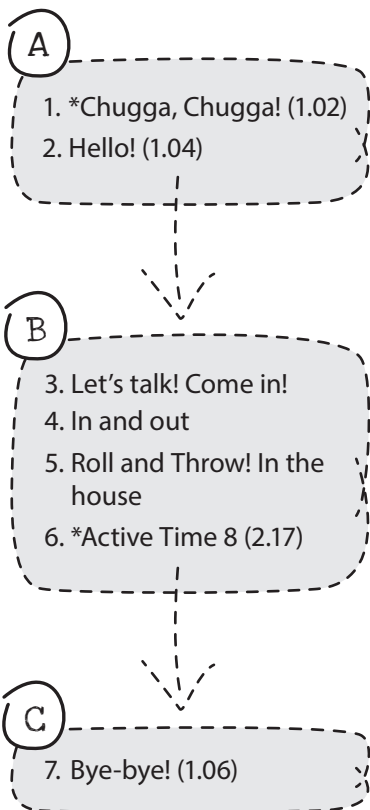 A
1. *Chugga, Chugga! (1.02)
2. Hello! (1.04)
B
3. Let's talk! Come in!
4. In and out
5. Roll and Throw! In the
house
6. *Active Time 8 (2.17)
C
7. Bye-bye! (1.06)